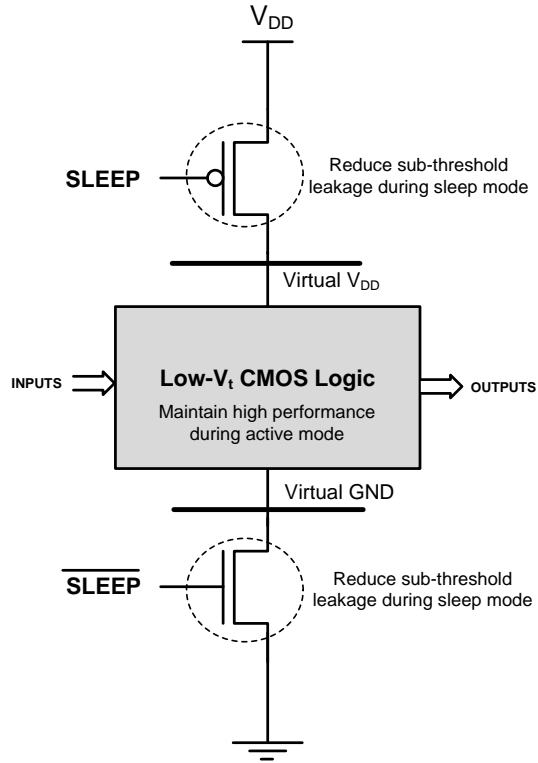 V_DD
SLEEP
Reduce sub-threshold
leakage during sleep mode
Virtual V_DD
INPUTS
Low-V_t CMOS Logic
Maintain high performance
during active mode
OUTPUTS
Virtual GND
S̅L̅E̅E̅P̅
Reduce sub-threshold
leakage during sleep mode